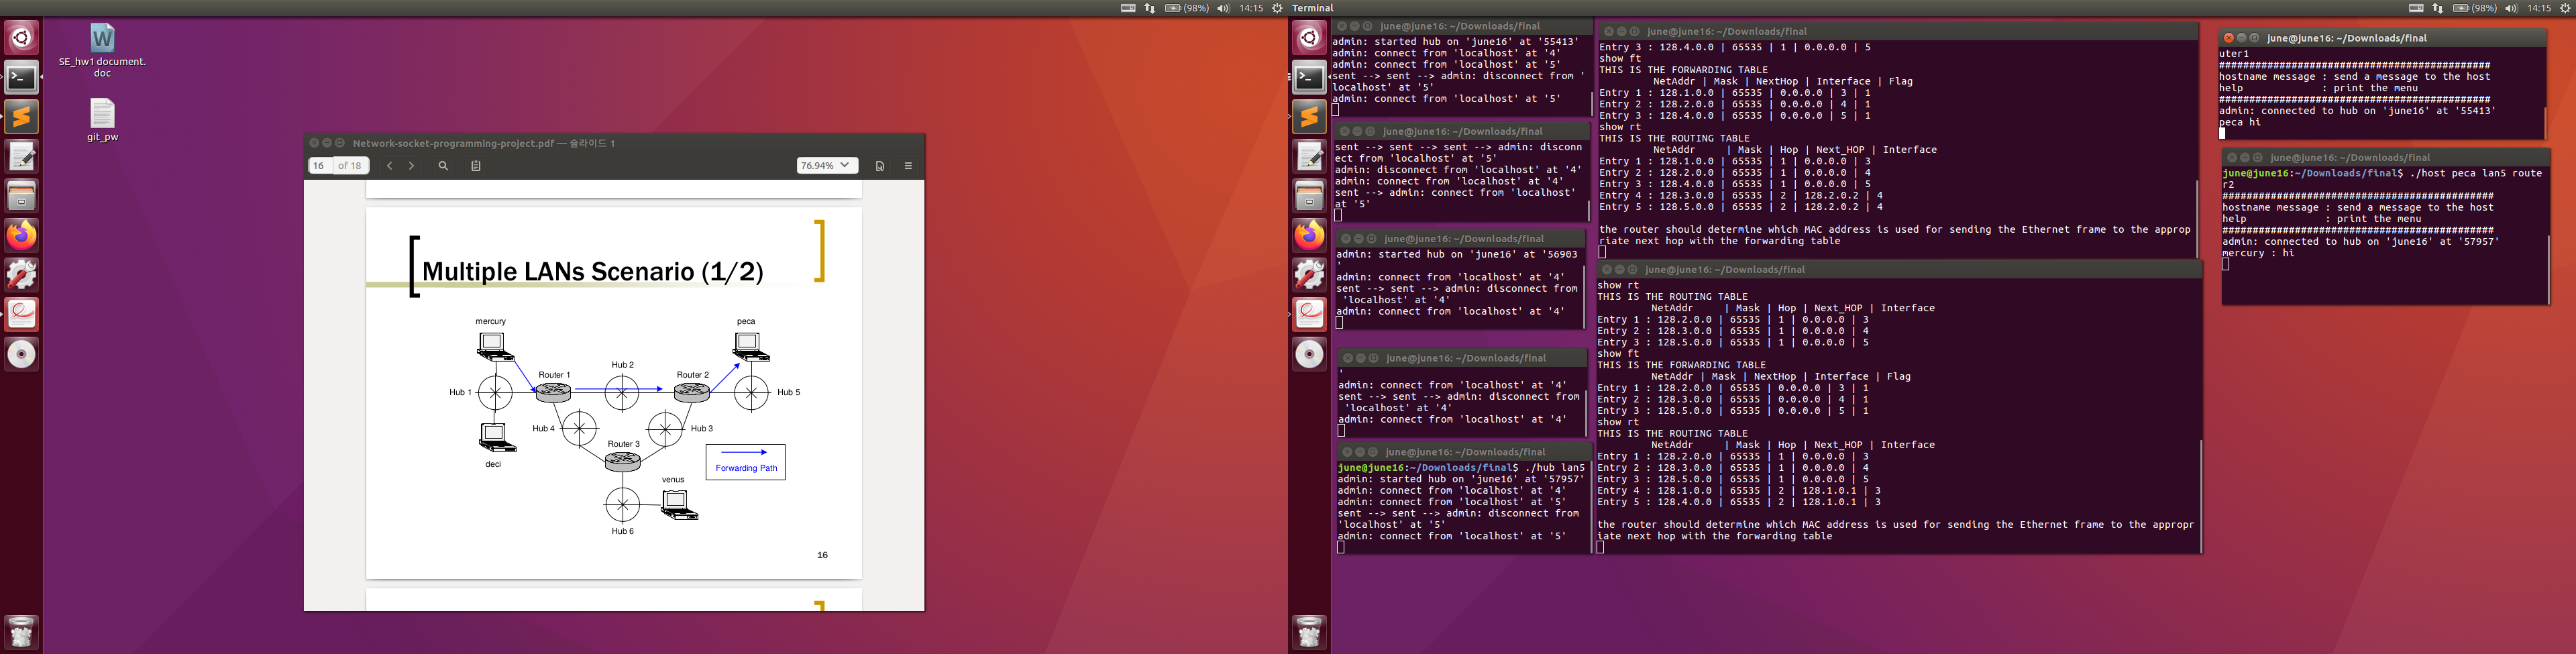 (98%) 14:15
Terminal
(98%) 14:15
SE_hw1 document.
doc
git_pw
Network-socket-programming-project.pdf — 슬라이드 1
16 of 18
76.94%
Multiple LANs Scenario (1/2)
mercury
peca
Hub 2
Router 1
Router 2
Hub 1
Hub 5
Hub 4
Hub 3
Router 3
deci
Forwarding Path
venus
Hub 6
16
june@june16: ~/Downloads/final
admin: started hub on 'june16' at '55413'
admin: connect from 'localhost' at '4'
admin: connect from 'localhost' at '5'
sent --> sent --> admin: disconnect from '
localhost' at '5'
admin: connect from 'localhost' at '5'
june@june16: ~/Downloads/final
sent --> sent --> sent --> admin: disconn
ect from 'localhost' at '5'
admin: disconnect from 'localhost' at '4'
admin: connect from 'localhost' at '4'
sent --> admin: connect from 'localhost'
at '5'
june@june16: ~/Downloads/final
admin: started hub on 'june16' at '56903
'
admin: connect from 'localhost' at '4'
sent --> sent --> admin: disconnect from
'localhost' at '4'
admin: connect from 'localhost' at '4'
june@june16: ~/Downloads/final
'
admin: connect from 'localhost' at '4'
sent --> sent --> admin: disconnect from
'localhost' at '4'
admin: connect from 'localhost' at '4'
june@june16: ~/Downloads/final
june@june16:~/Downloads/final$ ./hub lan5
admin: started hub on 'june16' at '57957'
admin: connect from 'localhost' at '4'
admin: connect from 'localhost' at '5'
sent --> sent --> admin: disconnect from
'localhost' at '5'
admin: connect from 'localhost' at '5'
june@june16: ~/Downloads/final
Entry 3 : 128.4.0.0 | 65535 | 1 | 0.0.0.0 | 5
show ft
THIS IS THE FORWARDING TABLE
NetAddr | Mask | NextHop | Interface | Flag
Entry 1 : 128.1.0.0 | 65535 | 0.0.0.0 | 3 | 1
Entry 2 : 128.2.0.0 | 65535 | 0.0.0.0 | 4 | 1
Entry 3 : 128.4.0.0 | 65535 | 0.0.0.0 | 5 | 1
show rt
THIS IS THE ROUTING TABLE
NetAddr | Mask | Hop | Next_HOP | Interface
Entry 1 : 128.1.0.0 | 65535 | 1 | 0.0.0.0 | 3
Entry 2 : 128.2.0.0 | 65535 | 1 | 0.0.0.0 | 4
Entry 3 : 128.4.0.0 | 65535 | 1 | 0.0.0.0 | 5
Entry 4 : 128.3.0.0 | 65535 | 2 | 128.2.0.2 | 4
Entry 5 : 128.5.0.0 | 65535 | 2 | 128.2.0.2 | 4
the router should determine which MAC address is used for sending the Ethernet frame to the approp
riate next hop with the forwarding table
june@june16: ~/Downloads/final
show rt
THIS IS THE ROUTING TABLE
NetAddr | Mask | Hop | Next_HOP | Interface
Entry 1 : 128.2.0.0 | 65535 | 1 | 0.0.0.0 | 3
Entry 2 : 128.3.0.0 | 65535 | 1 | 0.0.0.0 | 4
Entry 3 : 128.5.0.0 | 65535 | 1 | 0.0.0.0 | 5
show ft
THIS IS THE FORWARDING TABLE
NetAddr | Mask | NextHop | Interface | Flag
Entry 1 : 128.2.0.0 | 65535 | 0.0.0.0 | 3 | 1
Entry 2 : 128.3.0.0 | 65535 | 0.0.0.0 | 4 | 1
Entry 3 : 128.5.0.0 | 65535 | 0.0.0.0 | 5 | 1
show rt
THIS IS THE ROUTING TABLE
NetAddr | Mask | Hop | Next_HOP | Interface
Entry 1 : 128.2.0.0 | 65535 | 1 | 0.0.0.0 | 3
Entry 2 : 128.3.0.0 | 65535 | 1 | 0.0.0.0 | 4
Entry 3 : 128.5.0.0 | 65535 | 1 | 0.0.0.0 | 5
Entry 4 : 128.1.0.0 | 65535 | 2 | 128.1.0.1 | 3
Entry 5 : 128.4.0.0 | 65535 | 2 | 128.1.0.1 | 3
the router should determine which MAC address is used for sending the Ethernet frame to the appropr
iate next hop with the forwarding table
june@june16: ~/Downloads/final
uter1
#############################################
hostname message : send a message to the host
help : print the menu
#############################################
admin: connected to hub on 'june16' at '55413'
peca hi
june@june16: ~/Downloads/final
june@june16:~/Downloads/final$ ./host peca lan5 route
r2
#############################################
hostname message : send a message to the host
help : print the menu
#############################################
admin: connected to hub on 'june16' at '57957'
mercury : hi